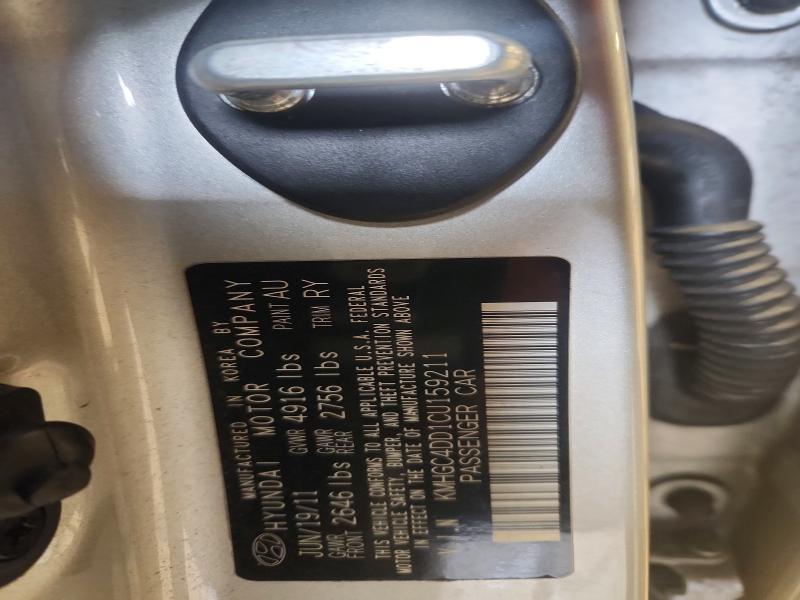 MANUFACTURED IN KOREA BY
HYUNDAI MOTOR COMPANY
JUN/19/11 GVWR 4916 lbs PAINT AU
GAWR FRONT 2646 lbs GAWR REAR 2756 lbs TRIM RY
THIS VEHICLE CONFORMS TO ALL APPLICABLE U.S.A. FEDERAL
MOTOR VEHICLE SAFETY, BUMPER, AND THEFT PREVENTION STANDARDS
IN EFFECT ON THE DATE OF MANUFACTURE SHOWN ABOVE
V I N KMHGC4DD1CU159211
PASSENGER CAR